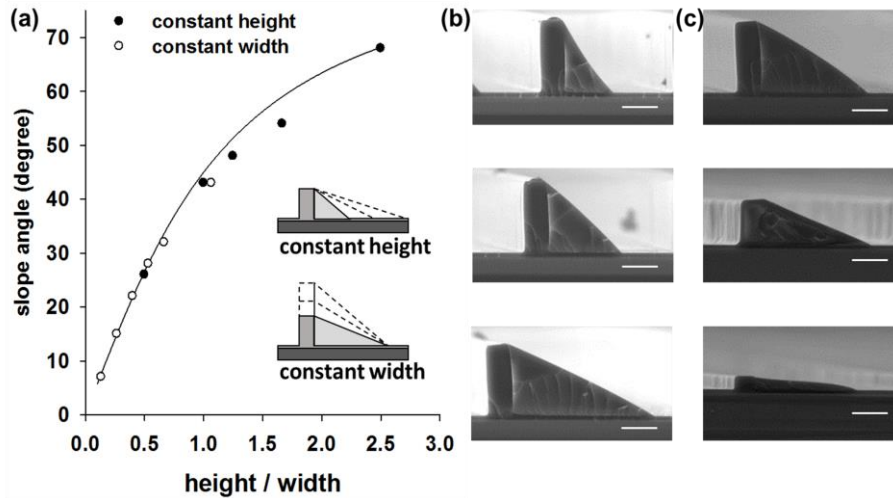 (a)
constant height
constant width
70
60
50
40
30
20
10
0
slope angle (degree)
0.0 0.5 1.0 1.5 2.0 2.5 3.0
height / width
constant height
constant width
(b)
(c)